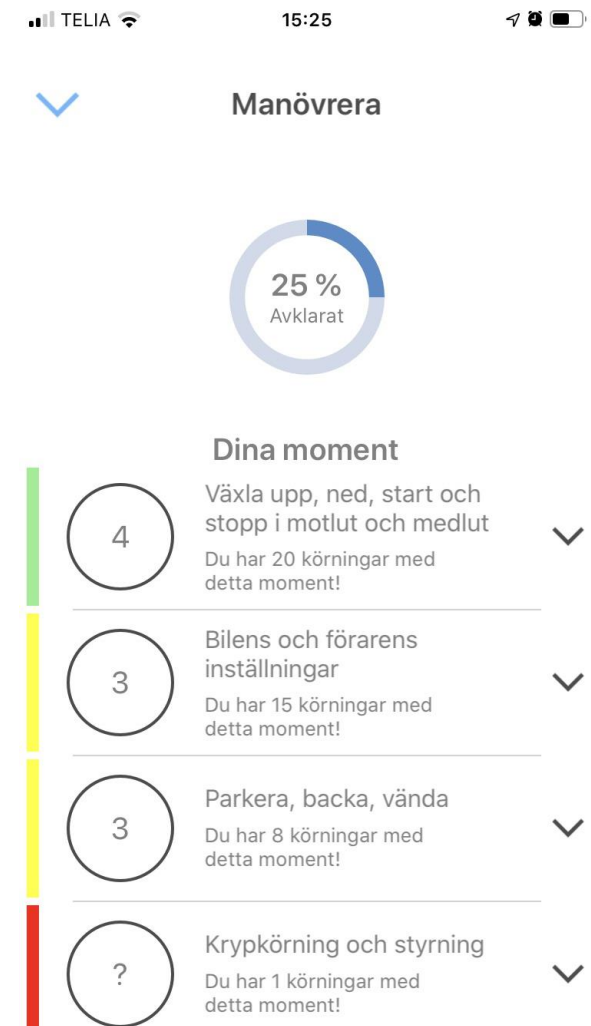 TELIA
15:25
Manövrera
25 %
Avklarat
Dina moment
4
Växla upp, ned, start och
stopp i motlut och medlut
Du har 20 körningar med
detta moment!
3
Bilens och förarens
inställningar
Du har 15 körningar med
detta moment!
3
Parkera, backa, vända
Du har 8 körningar med
detta moment!
?
Krypkörning och styrning
Du har 1 körningar med
detta moment!